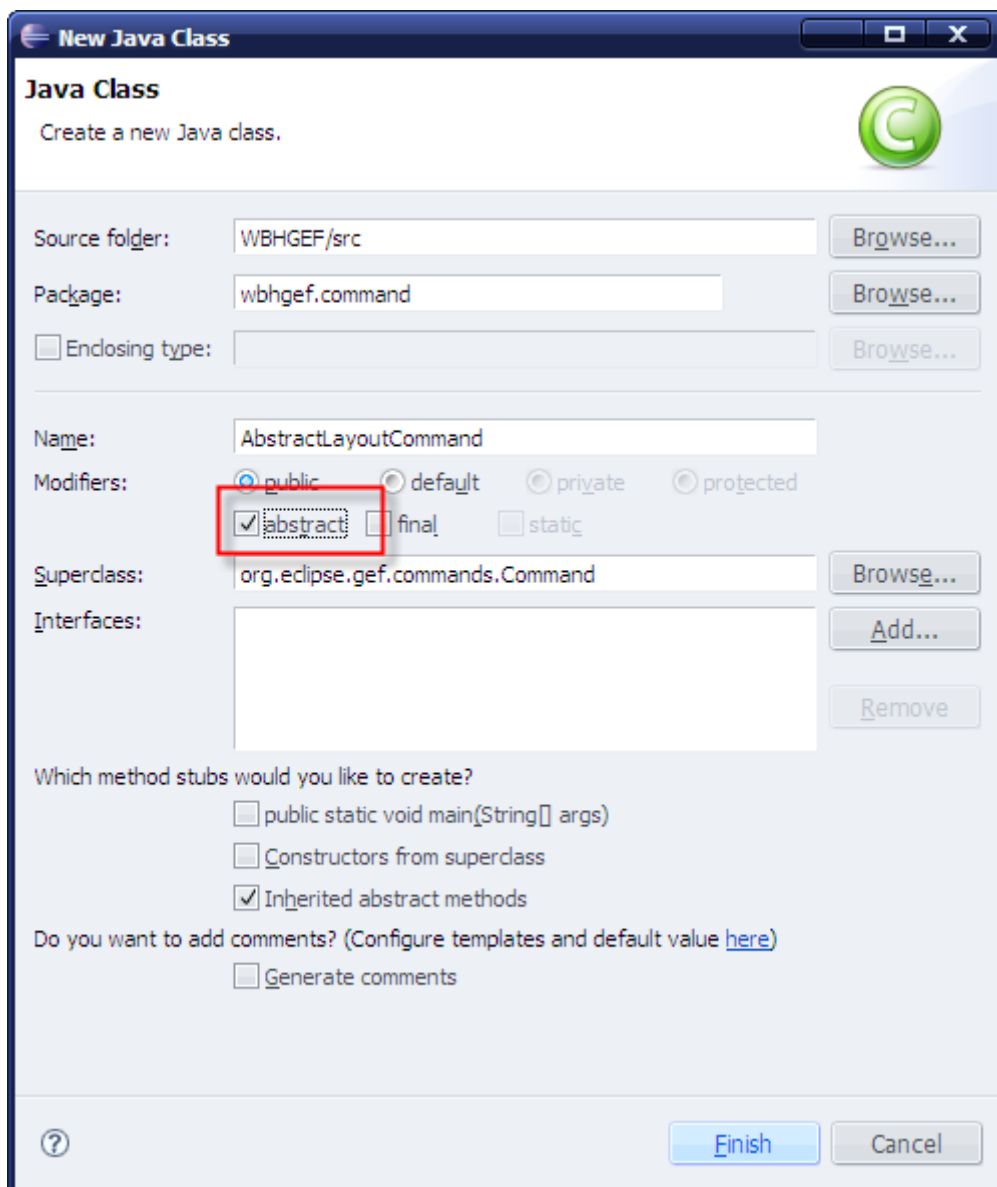 New Java Class
Java Class
Create a new Java class.
C
Source folder: WBHGEF/src Browse...
Package: wbhgef.command Browse...
Enclosing type: Browse...
Name: AbstractLayoutCommand
Modifiers: public default private protected
abstract final static
Superclass: org.eclipse.gef.commands.Command Browse...
Interfaces: Add...
Remove
Which method stubs would you like to create?
public static void main(String[] args)
Constructors from superclass
Inherited abstract methods
Do you want to add comments? (Configure templates and default value here)
Generate comments
? Finish Cancel